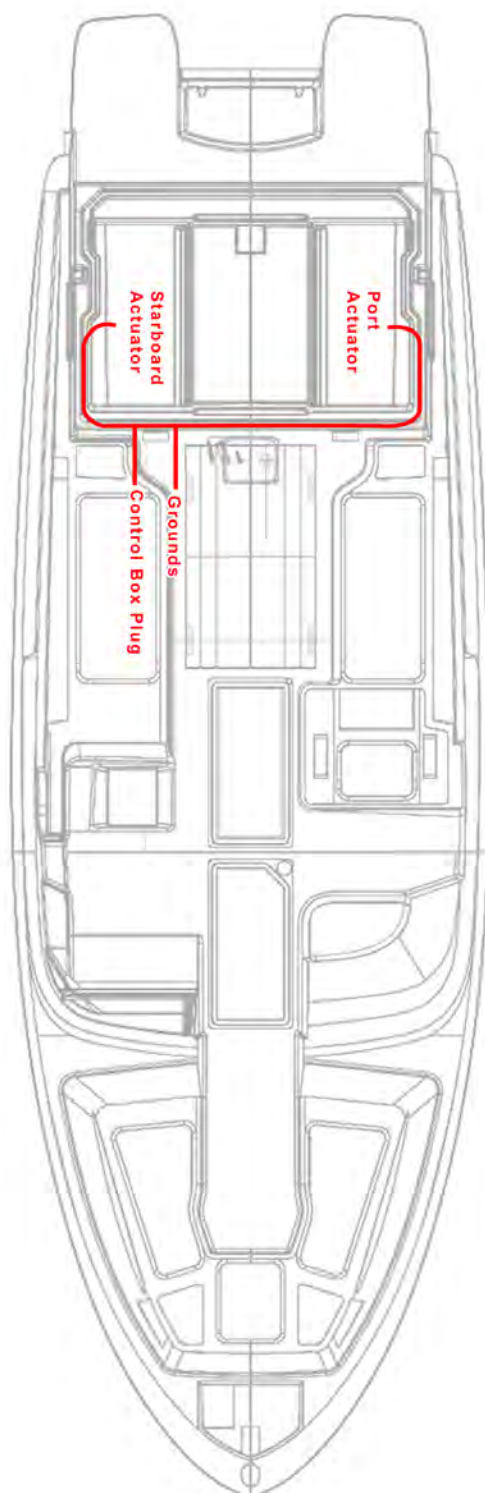 Port
Actuator
Starboard
Actuator
Grounds
Control Box Plug